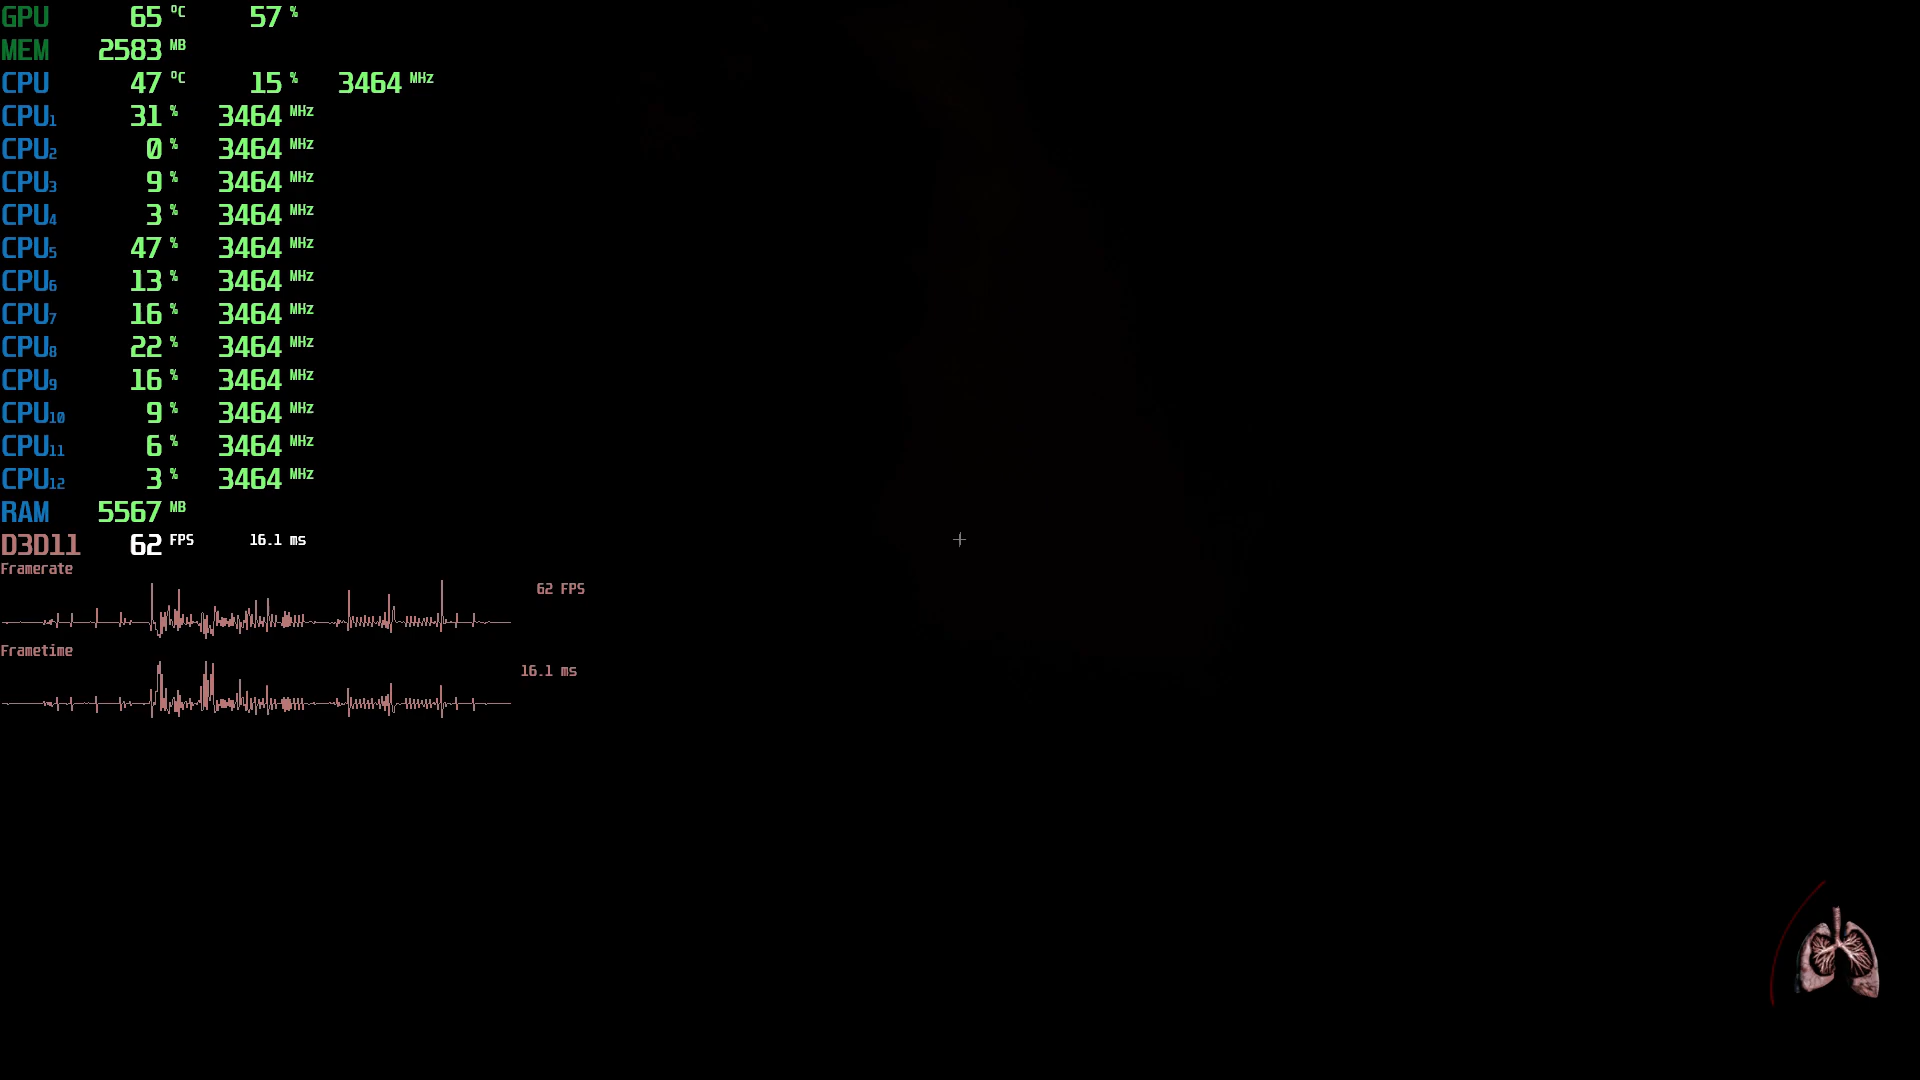 GPU 65 °C 57 %
MEM 2583 MB
CPU 47 °C 15 % 3464 MHz
CPU1 31 % 3464 MHz
CPU2 0 % 3464 MHz
CPU3 9 % 3464 MHz
CPU4 3 % 3464 MHz
CPU5 47 % 3464 MHz
CPU6 13 % 3464 MHz
CPU7 16 % 3464 MHz
CPU8 22 % 3464 MHz
CPU9 16 % 3464 MHz
CPU10 9 % 3464 MHz
CPU11 6 % 3464 MHz
CPU12 3 % 3464 MHz
RAM 5567 MB
D3D11 62 FPS 16.1 ms
Framerate
62 FPS
Frametime
16.1 ms